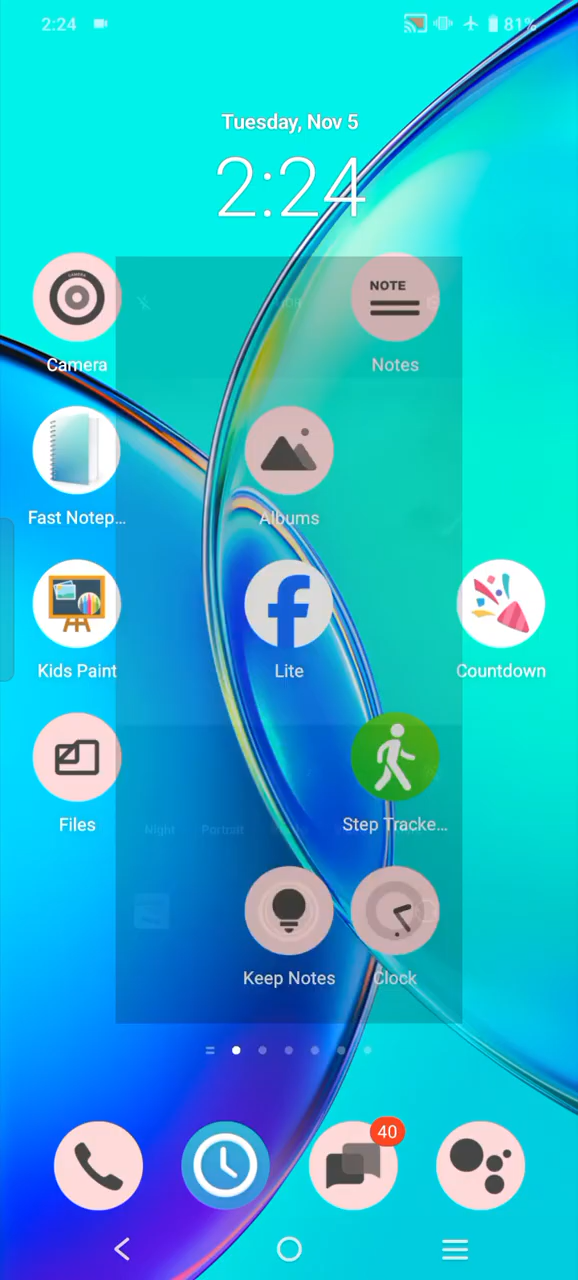 2:24
81%
Tuesday, Nov 5
2:24
CAMERA
NOTE
Camera
Notes
Fast Notep...
Albums
Kids Paint
Lite
Countdown
Files
Step Tracke...
Night
Portrait
Keep Notes
Clock
40